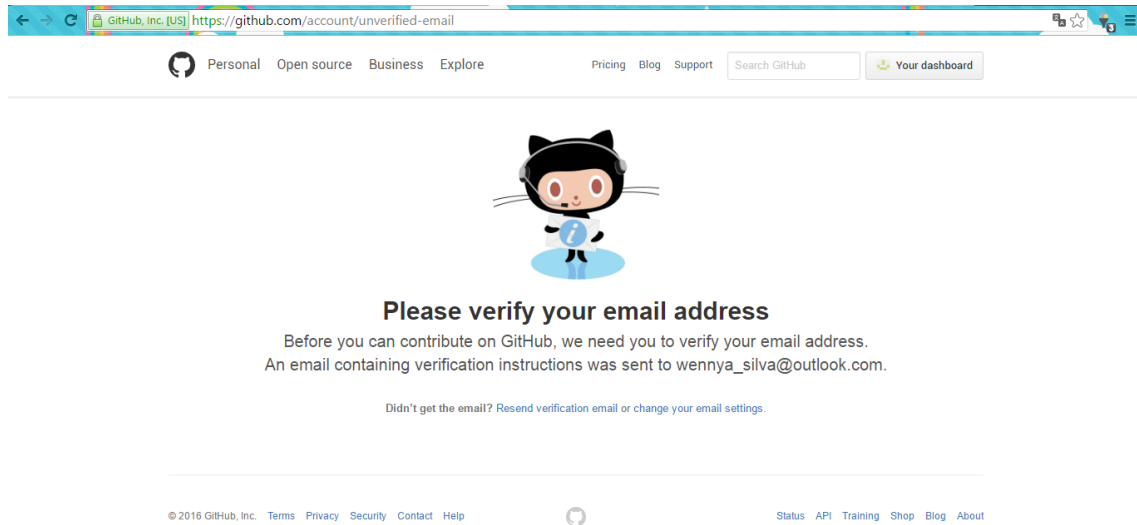 GitHub, Inc. [US] https://github.com/account/unverified-email
3
Personal Open source Business Explore Pricing Blog Support Search GitHub Your dashboard
i
Please verify your email address
Before you can contribute on GitHub, we need you to verify your email address.
An email containing verification instructions was sent to wennya_silva@outlook.com.
Didn't get the email? Resend verification email or change your email settings.
© 2016 GitHub, Inc. Terms Privacy Security Contact Help Status API Training Shop Blog About